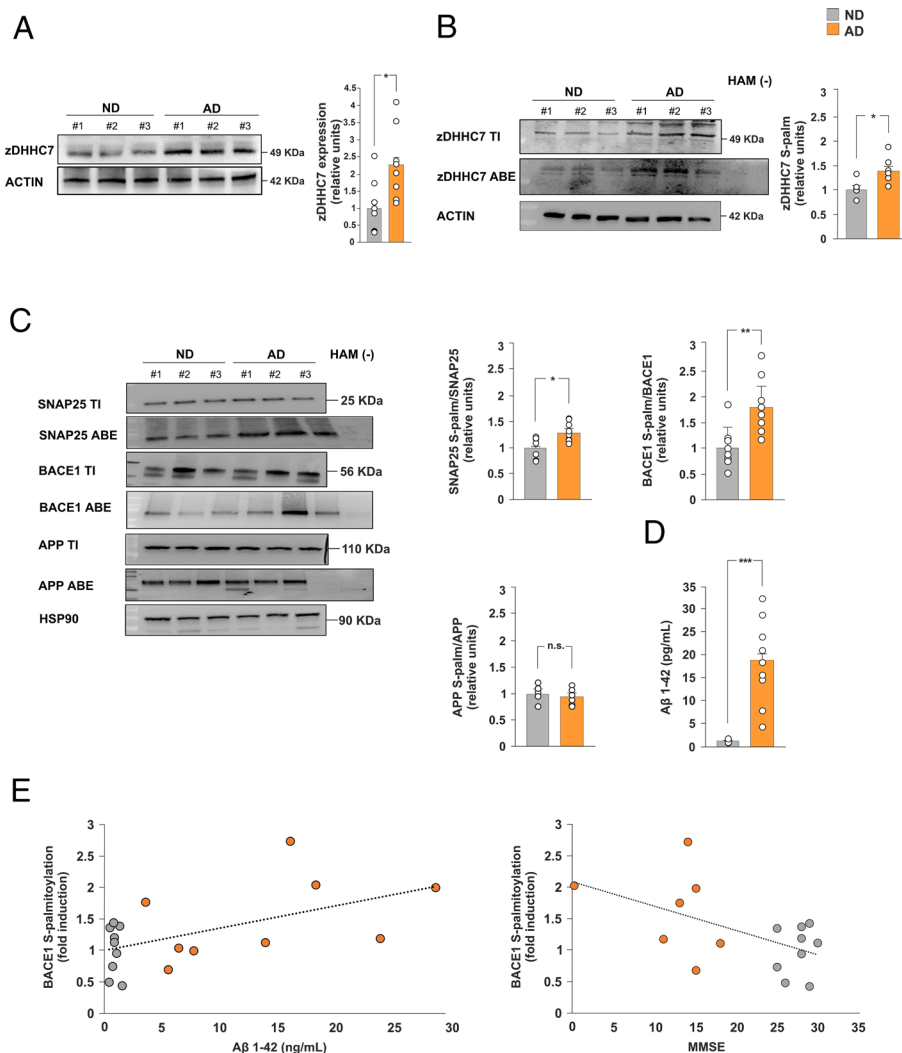 A
B
ND
AD
ND
AD
#1 #2 #3 #1 #2 #3
zDHHC7
49 KDa
ACTIN
42 KDa
zDHHC7 expression
(relative units)
4.5
4
3.5
3
2.5
2
1.5
1
0.5
0
*
ND
AD
HAM (-)
#1 #2 #3 #1 #2 #3
zDHHC7 TI
49 KDa
zDHHC7 ABE
ACTIN
42 KDa
zDHHC7 S-palm
(relative units)
3
2.5
2
1.5
1
0.5
0
*
C
ND
AD
HAM (-)
#1 #2 #3 #1 #2 #3
SNAP25 TI
25 KDa
SNAP25 ABE
BACE1 TI
56 KDa
BACE1 ABE
APP TI
110 KDa
APP ABE
HSP90
90 KDa
SNAP25 S-palm/SNAP25
(relative units)
3
2.5
2
1.5
1
0.5
0
*
BACE1 S-palm/BACE1
(relative units)
3
2.5
2
1.5
1
0.5
0
**
APP S-palm/APP
(relative units)
3
2.5
2
1.5
1
0.5
0
n.s.
D
Aβ 1-42 (pg/mL)
35
30
25
20
15
10
5
0
***
E
BACE1 S-palmitoylation
(fold induction)
3
2.5
2
1.5
1
0.5
0
0 5 10 15 20 25 30
Aβ 1-42 (ng/mL)
BACE1 S-palmitoylation
(fold induction)
3
2.5
2
1.5
1
0.5
0
0 5 10 15 20 25 30 35
MMSE